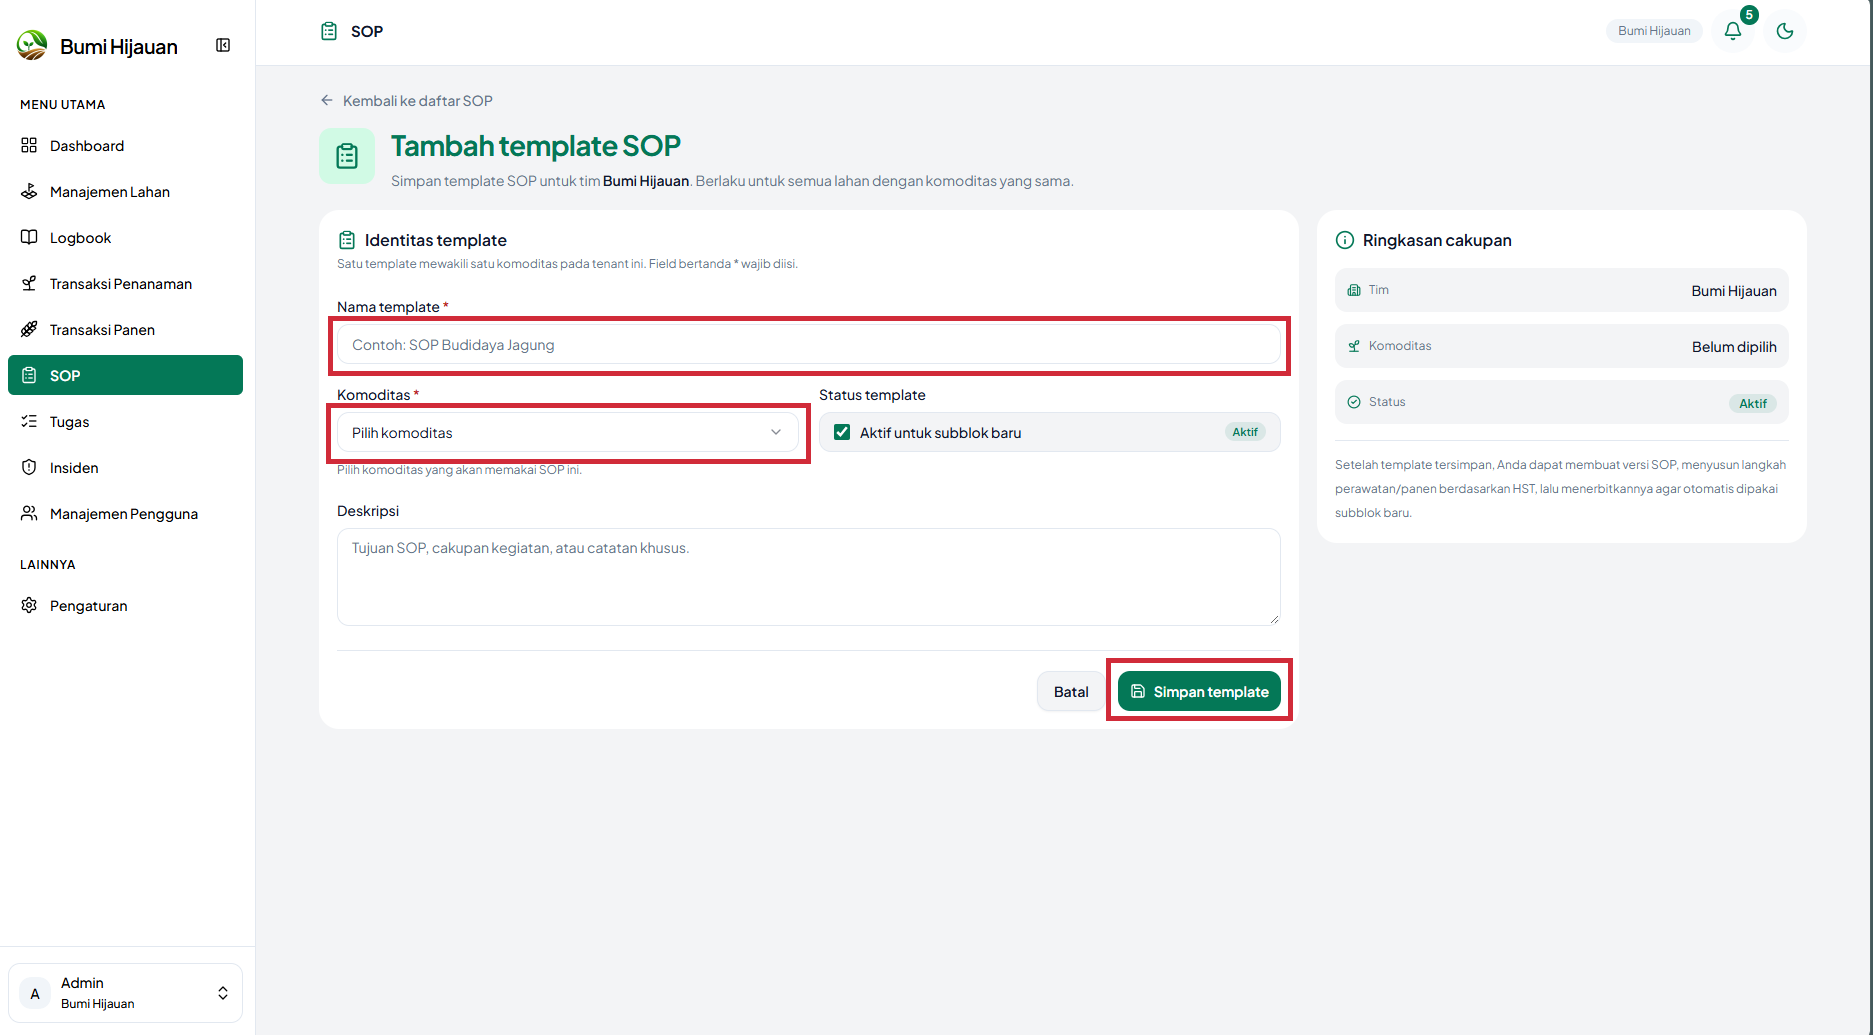 Bumi Hijauan
MENU UTAMA
Dashboard
Manajemen Lahan
Logbook
Transaksi Penanaman
Transaksi Panen
SOP
Tugas
Insiden
Manajemen Pengguna
LAINNYA
Pengaturan
A
Admin
Bumi Hijauan
SOP
Bumi Hijauan
5
Kembali ke daftar SOP
Tambah template SOP
Simpan template SOP untuk tim Bumi Hijauan. Berlaku untuk semua lahan dengan komoditas yang sama.
Identitas template
Satu template mewakili satu komoditas pada tenant ini. Field bertanda * wajib diisi.
Nama template *
Contoh: SOP Budidaya Jagung
Komoditas *
Pilih komoditas
Pilih komoditas yang akan memakai SOP ini.
Status template
Aktif untuk subblok baru
Aktif
Deskripsi
Tujuan SOP, cakupan kegiatan, atau catatan khusus.
Batal
Simpan template
Ringkasan cakupan
Tim
Bumi Hijauan
Komoditas
Belum dipilih
Status
Aktif
Setelah template tersimpan, Anda dapat membuat versi SOP, menyusun langkah
perawatan/panen berdasarkan HST, lalu menerbitkannya agar otomatis dipakai
subblok baru.